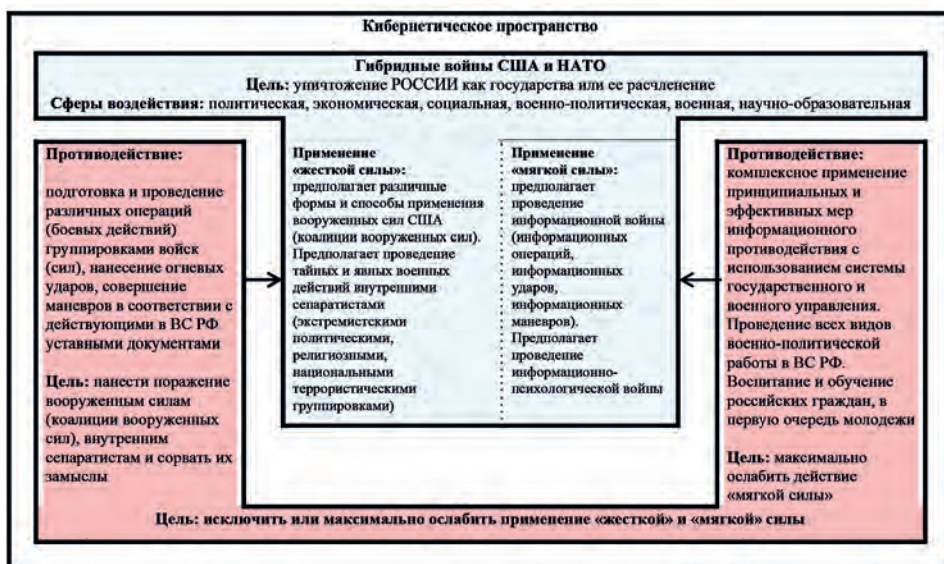 Кибернетическое пространство
Гибридные войны США и НАТО
Цель: уничтожение РОССИИ как государства или ее расчленение
Сферы воздействия: политическая, экономическая, социальная, военно-политическая, военная, научно-образовательная
Противодействие:
подготовка и проведение
различных операций
(боевых действий)
группировками войск
(сил), нанесение огневых
ударов, совершение
маневров в соответствии с
действующими в ВС РФ
уставными документами
Цель: нанести поражение
вооруженным силам
(коалиции вооруженных
сил), внутренним
сепаратистам и сорвать их
замыслы
Применение
«жесткой силы»:
предполагает различные
формы и способы применения
вооруженных сил США
(коалиции вооруженных сил).
Предполагает проведение
тайных и явных военных
действий внутренними
сепаратистами
(экстремистскими
политическими,
религиозными,
национальными
террористическими
группировками)
Применение
«мягкой силы»:
предполагает
проведение
информационной войны
(информационных
операций,
информационных
ударов,
информационных
маневров).
Предполагает
проведение
информационно-
психологической войны
Противодействие:
комплексное применение
принципиальных и
эффективных мер
информационного
противодействия с
использованием системы
государственного и
военного управления.
Проведение всех видов
военно-политической
работы в ВС РФ.
Воспитание и обучение
российских граждан, в
первую очередь молодежи
Цель: максимально
ослабить действие
«мягкой силы»
Цель: исключить или максимально ослабить применение «жесткой» и «мягкой» силы